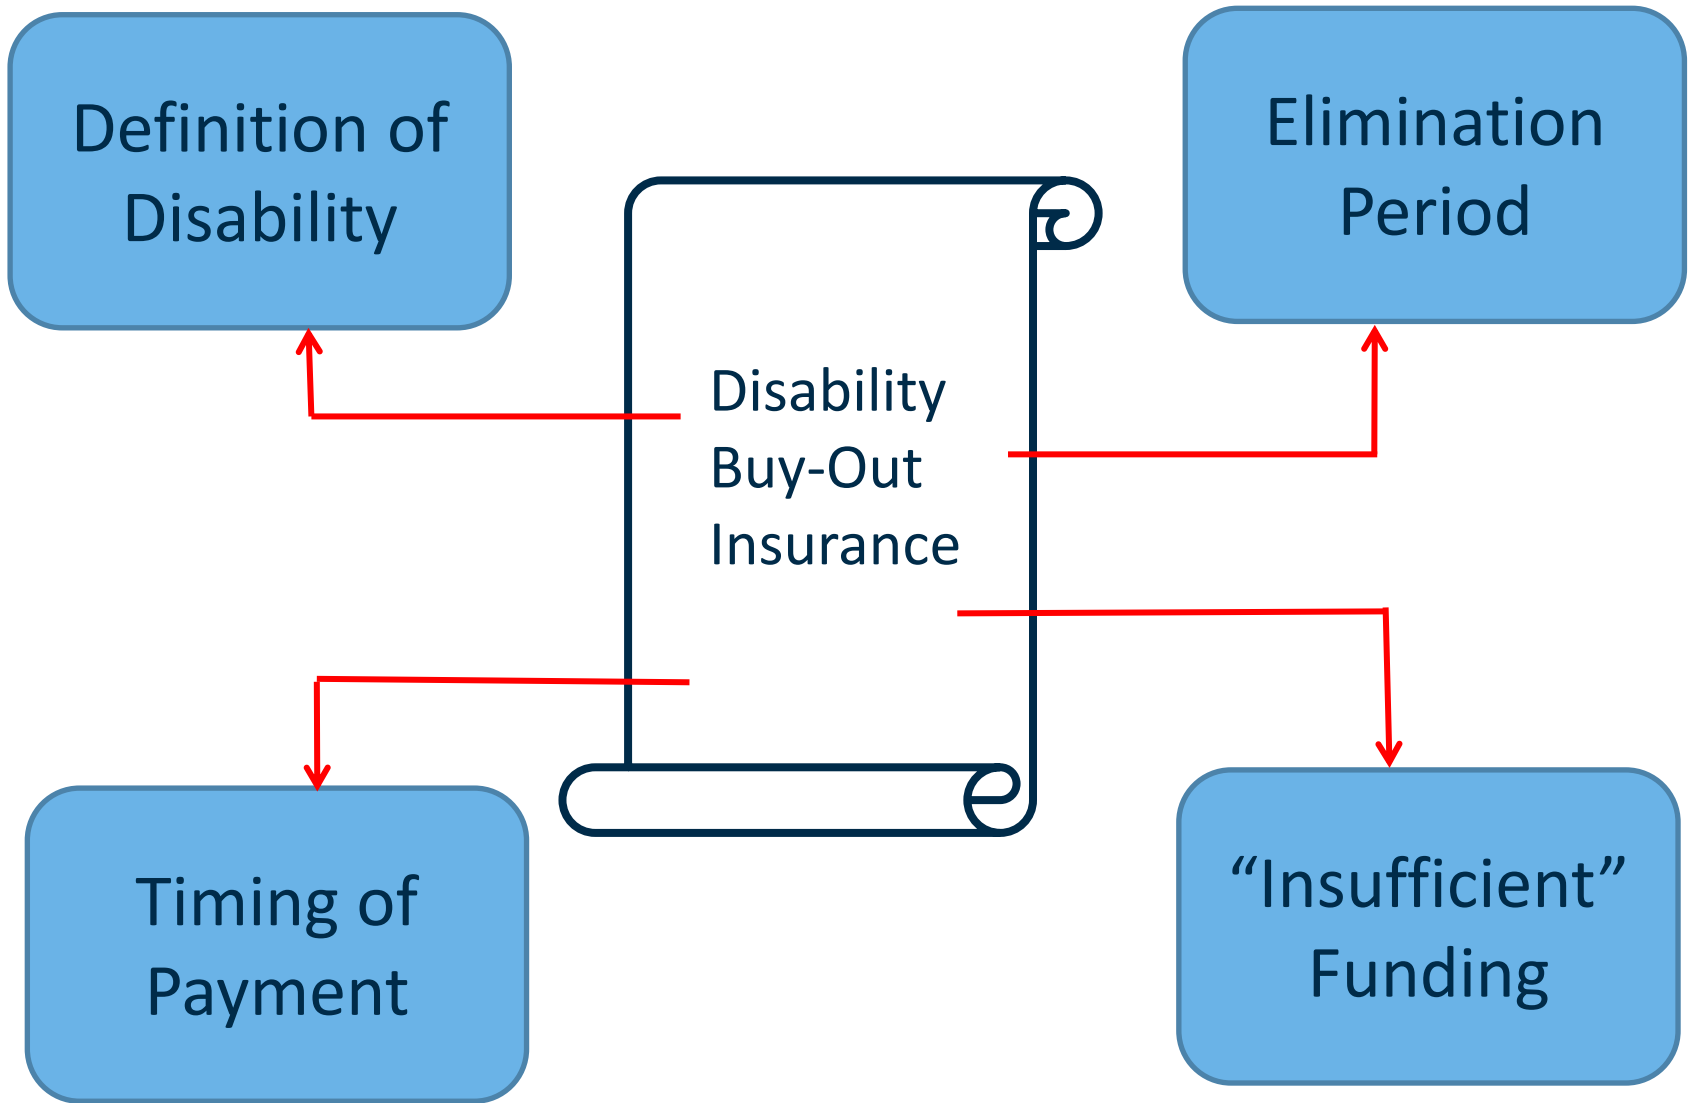 Definition of
Disability
Elimination
Period
Disability
Buy-Out
Insurance
Timing of
Payment
“Insufficient”
Funding